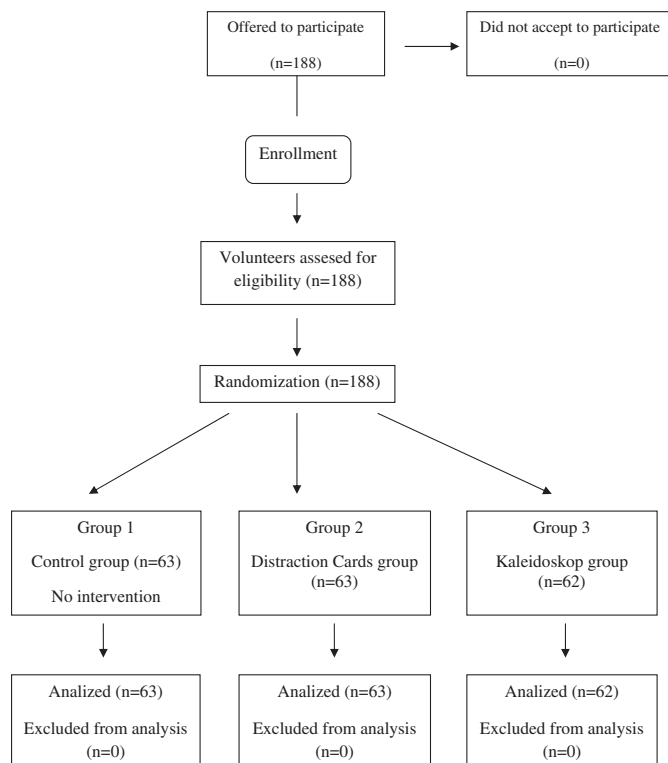 Offered to participate
(n=188)
Did not accept to participate
(n=0)
Enrollment
Volunteers assesed for
eligibility (n=188)
Randomization (n=188)
Group 1
Control group (n=63)
No intervention
Group 2
Distraction Cards group
(n=63)
Group 3
Kaleidoskop group
(n=62)
Analized (n=63)
Excluded from analysis
(n=0)
Analized (n=63)
Excluded from analysis
(n=0)
Analized (n=62)
Excluded from analysis
(n=0)